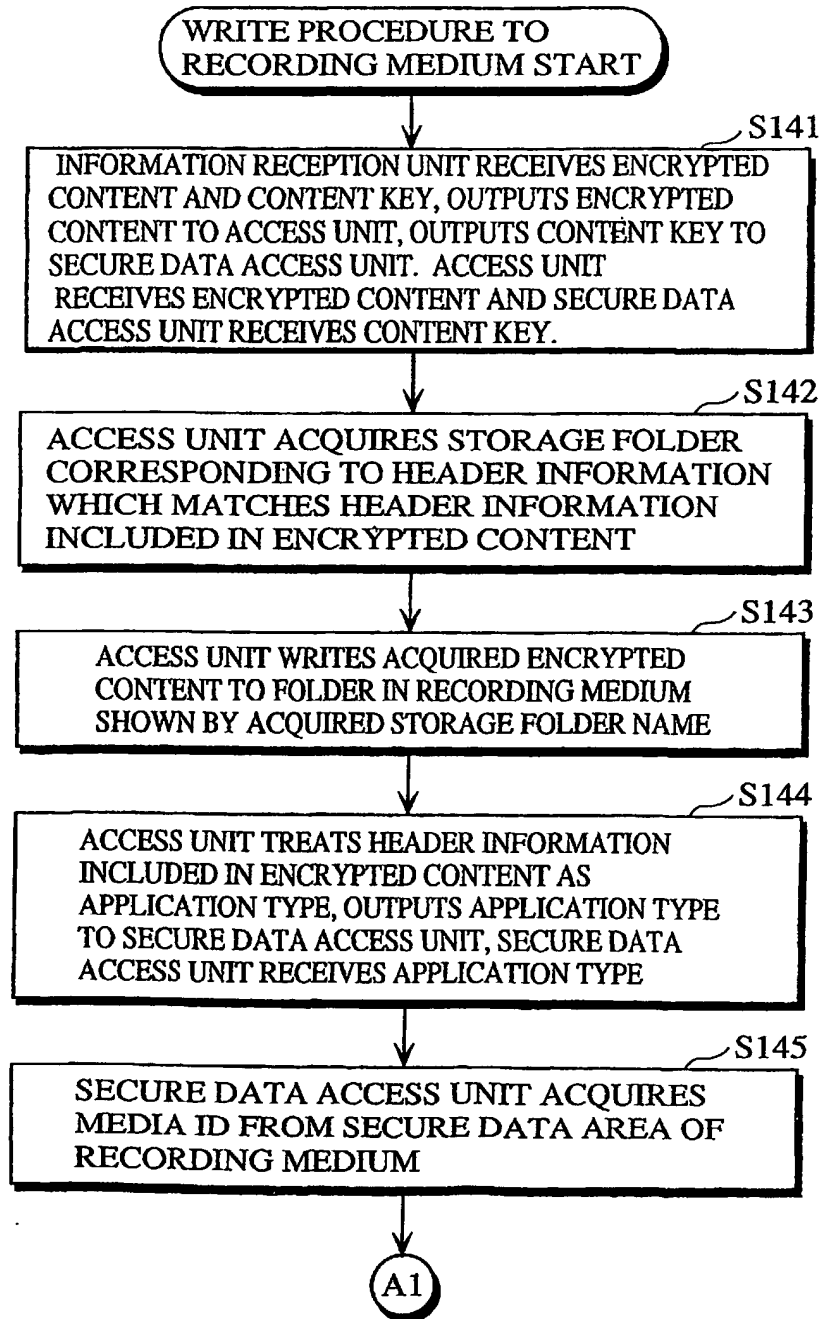 WRITE PROCEDURE TO
RECORDING MEDIUM START
S141
INFORMATION RECEPTION UNIT RECEIVES ENCRYPTED
CONTENT AND CONTENT KEY, OUTPUTS ENCRYPTED
CONTENT TO ACCESS UNIT, OUTPUTS CONTENT KEY TO
SECURE DATA ACCESS UNIT. ACCESS UNIT
RECEIVES ENCRYPTED CONTENT AND SECURE DATA
ACCESS UNIT RECEIVES CONTENT KEY.
S142
ACCESS UNIT ACQUIRES STORAGE FOLDER
CORRESPONDING TO HEADER INFORMATION
WHICH MATCHES HEADER INFORMATION
INCLUDED IN ENCRYPTED CONTENT
S143
ACCESS UNIT WRITES ACQUIRED ENCRYPTED
CONTENT TO FOLDER IN RECORDING MEDIUM
SHOWN BY ACQUIRED STORAGE FOLDER NAME
S144
ACCESS UNIT TREATS HEADER INFORMATION
INCLUDED IN ENCRYPTED CONTENT AS
APPLICATION TYPE, OUTPUTS APPLICATION TYPE
TO SECURE DATA ACCESS UNIT, SECURE DATA
ACCESS UNIT RECEIVES APPLICATION TYPE
S145
SECURE DATA ACCESS UNIT ACQUIRES
MEDIA ID FROM SECURE DATA AREA OF
RECORDING MEDIUM
A1